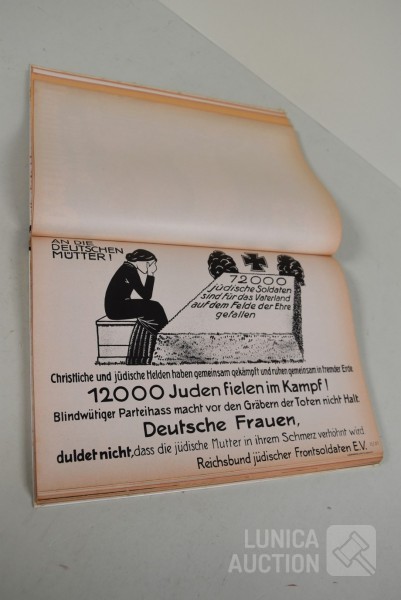 AN DIE
DEUTSCHEN
MÜTTER!
72000
jüdische Soldaten
sind für das Vaterland
auf dem Felde der Ehre
gefallen
Christliche und jüdische Helden haben gemeinsam gekämpft und ruhen gemeinsam in fremder Erde.
12000 Juden fielen im Kampf!
Blindwütiger Parteihass macht vor den Gräbern der Toten nicht Halt.
Deutsche Frauen,
duldet nicht, dass die jüdische Mutter in ihrem Schmerz verhöhnt wird.
Reichsbund jüdischer Frontsoldaten E.V.
LUNICA
AUCTION